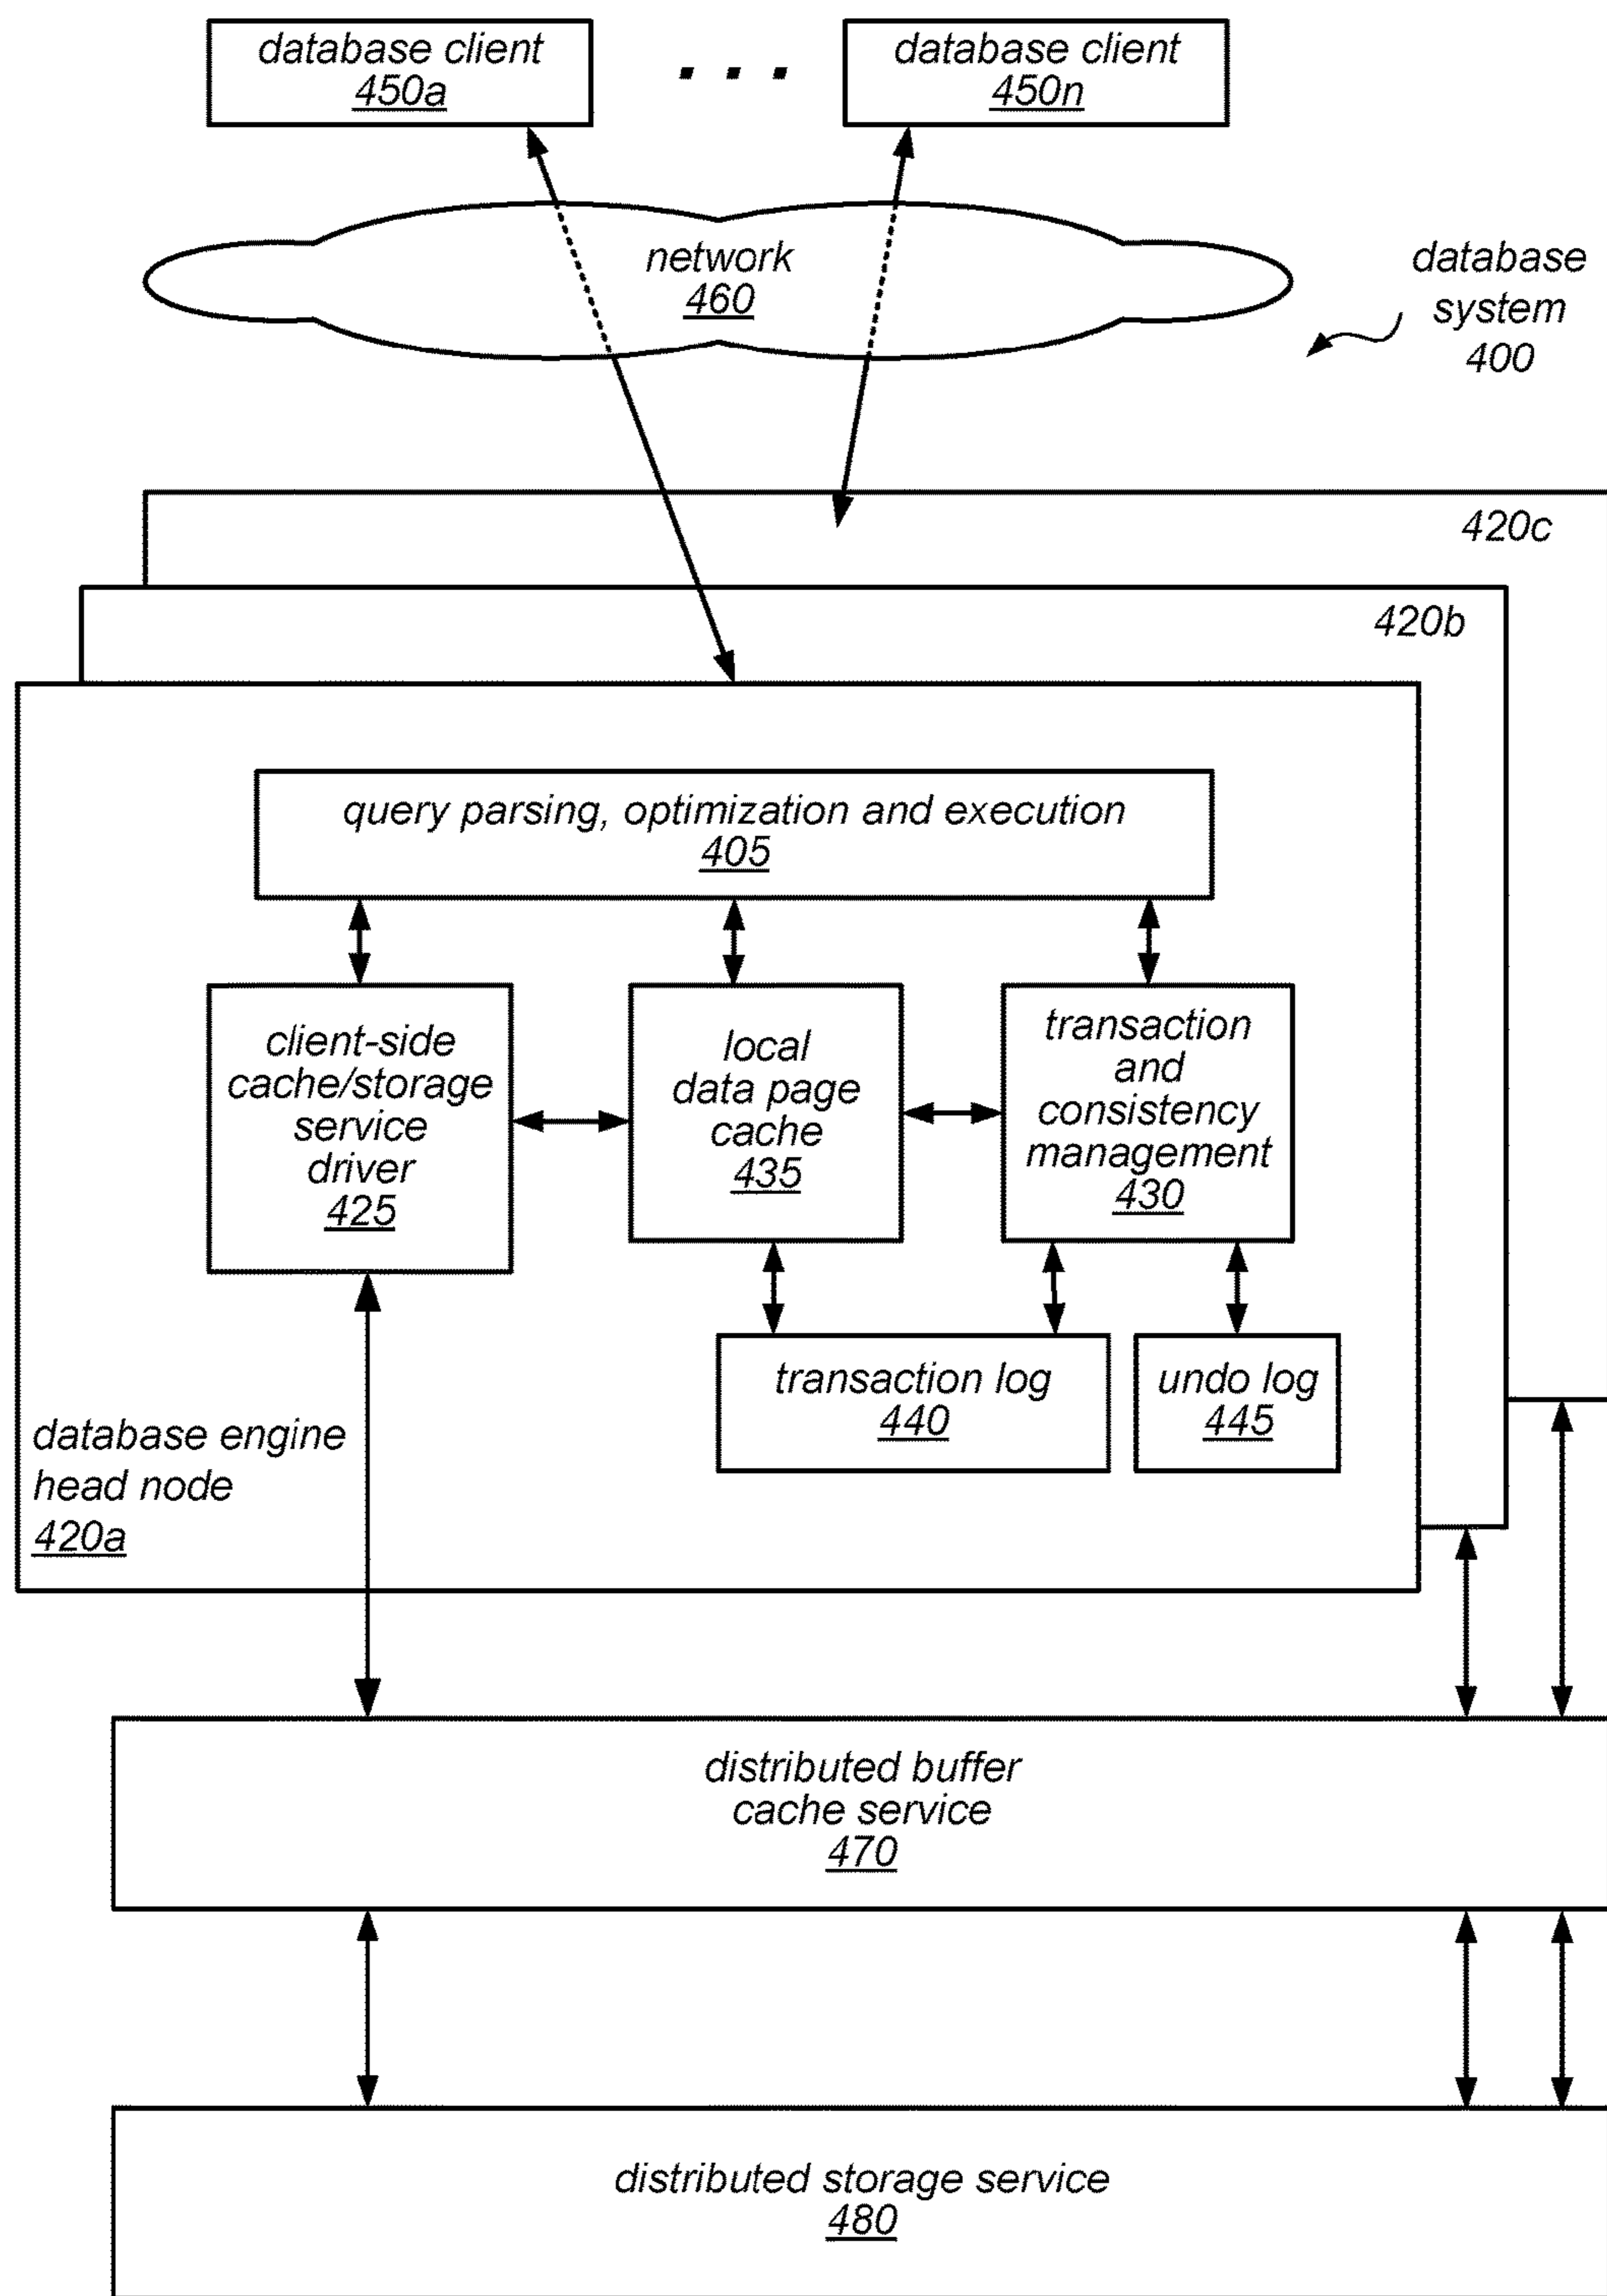 database client
450a
. . .
database client
450n
network
460
database
system
400
420c
420b
query parsing, optimization and execution
405
client-side
cache/storage
service
driver
425
local
data page
cache
435
transaction
and
consistency
management
430
transaction log
440
undo log
445
database engine
head node
420a
distributed buffer
cache service
470
distributed storage service
480